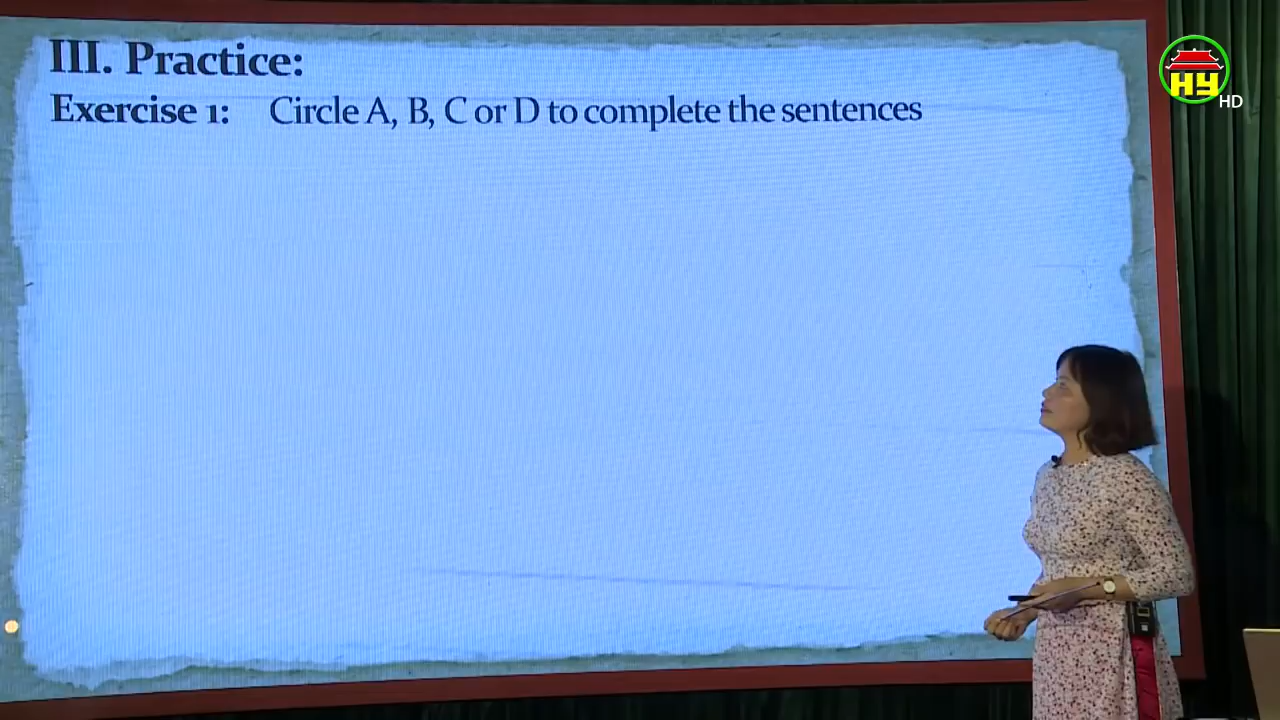 III. Practice:
Exercise 1: Circle A, B, C or D to complete the sentences
HY
HD